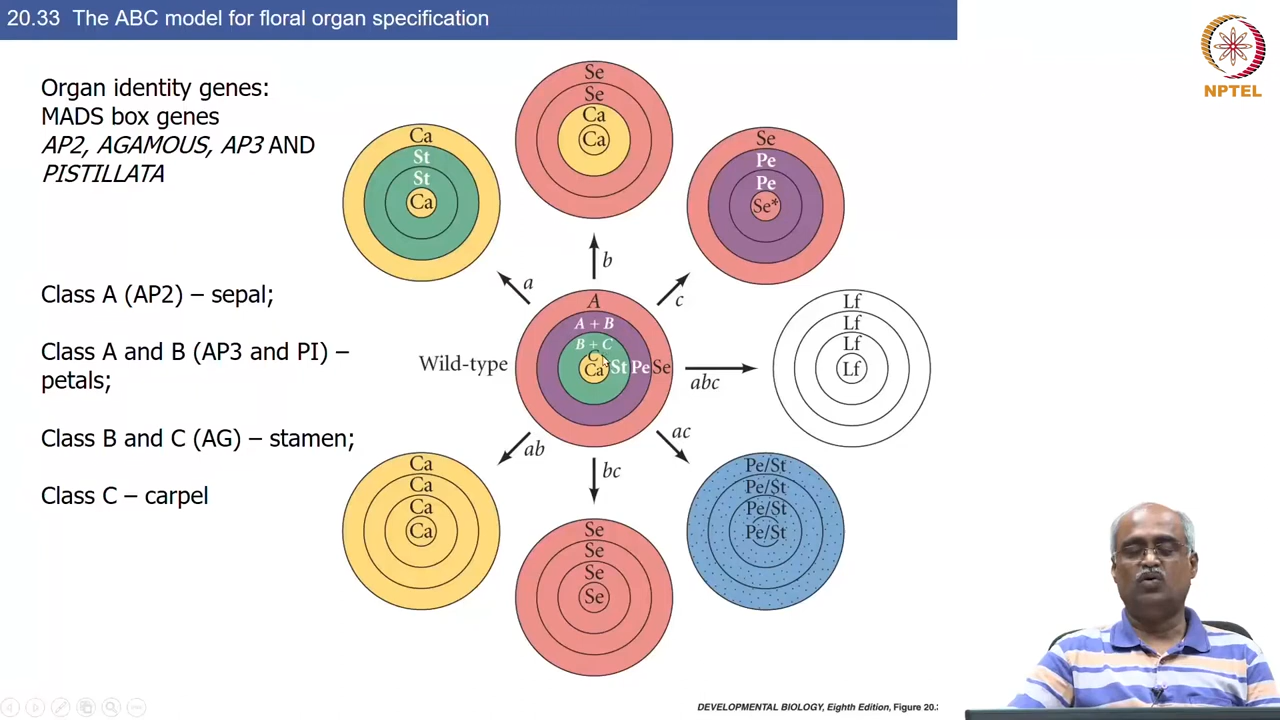 20.33 The ABC model for floral organ specification
NPTEL
Organ identity genes:
MADS box genes
AP2, AGAMOUS, AP3 AND
PISTILLATA
Class A (AP2) – sepal;
Class A and B (AP3 and PI) –
petals;
Class B and C (AG) – stamen;
Class C – carpel
Ca
St
St
Ca
Se
Se
Ca
Ca
Se
Pe
Pe
Se*
a
b
c
Wild-type
A
A + B
B + C
C
Ca St Pe Se
abc
Lf
Lf
Lf
Lf
ab
bc
ac
Ca
Ca
Ca
Ca
Se
Se
Se
Se
Pe/St
Pe/St
Pe/St
Pe/St
DEVELOPMENTAL BIOLOGY, Eighth Edition, Figure 20.